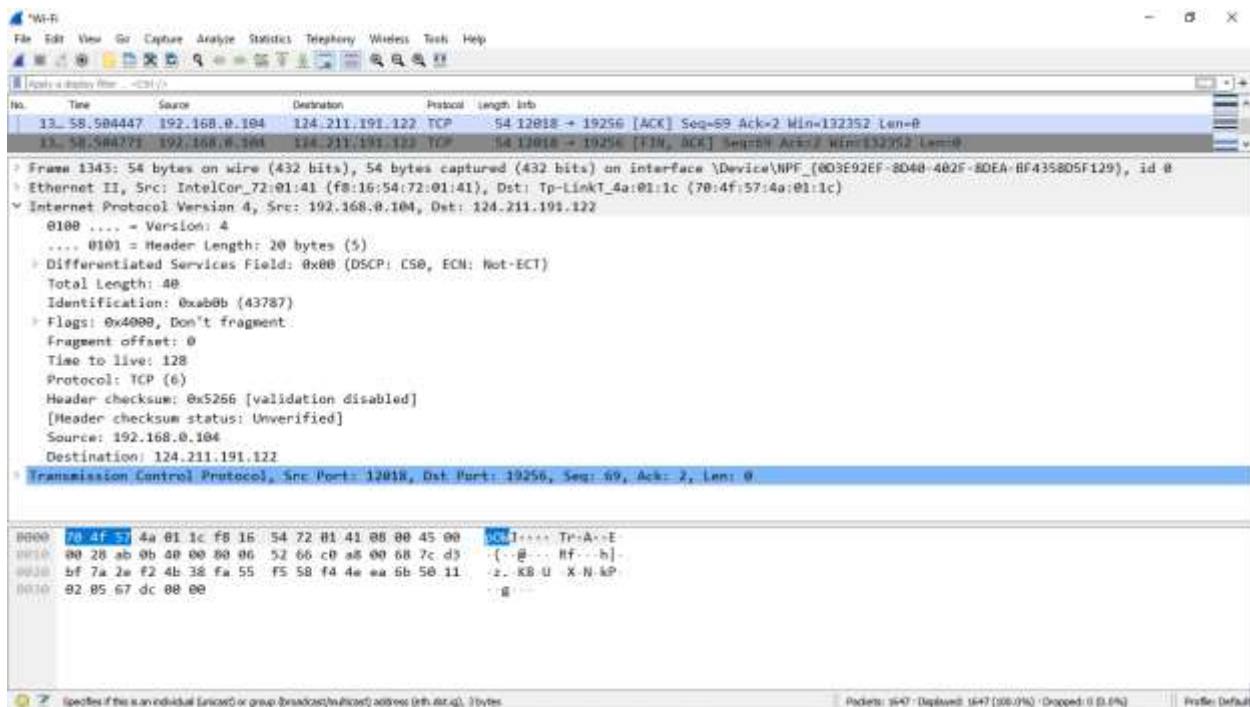 *Wi-Fi
File Edit View Go Capture Analyze Statistics Telephony Wireless Tools Help
Apply a display filter ... <Ctrl-/>
No. Time Source Destination Protocol Length Info
13… 58.504447 192.168.0.104 124.211.191.122 TCP 54 12018 → 19256 [ACK] Seq=69 Ack=2 Win=132352 Len=0
13… 58.504771 192.168.0.104 124.211.191.122 TCP 54 12018 → 19256 [FIN, ACK] Seq=69 Ack=2 Win=132352 Len=0
Frame 1343: 54 bytes on wire (432 bits), 54 bytes captured (432 bits) on interface \Device\NPF_{0D3E92EF-8D40-402F-8DEA-BF4358D5F129}, id 0
Ethernet II, Src: IntelCor_72:01:41 (f8:16:54:72:01:41), Dst: Tp-LinkT_4a:01:1c (70:4f:57:4a:01:1c)
Internet Protocol Version 4, Src: 192.168.0.104, Dst: 124.211.191.122
0100 .... = Version: 4
.... 0101 = Header Length: 20 bytes (5)
Differentiated Services Field: 0x00 (DSCP: CS0, ECN: Not-ECT)
Total Length: 40
Identification: 0xab0b (43787)
Flags: 0x4000, Don't fragment
Fragment offset: 0
Time to live: 128
Protocol: TCP (6)
Header checksum: 0x5266 [validation disabled]
[Header checksum status: Unverified]
Source: 192.168.0.104
Destination: 124.211.191.122
Transmission Control Protocol, Src Port: 12018, Dst Port: 19256, Seq: 69, Ack: 2, Len: 0
0000 70 4f 57 4a 01 1c f8 16 54 72 01 41 08 00 45 00 pOWJ···· Tr·A··E·
0010 00 28 ab 0b 40 00 80 06 52 66 c0 a8 00 68 7c d3 ·(··@··· Rf···h|·
0020 bf 7a 2e f2 4b 38 fa 55 f5 58 f4 4e ea 6b 50 11 ·z.·K8·U ·X·N·kP·
0030 02 05 67 dc 00 00 ··g···
Specifies if this is an individual (unicast) or group (broadcast/multicast) address (eth.dst.ig), 3 bytes
Packets: 1647 · Displayed: 1647 (100.0%) · Dropped: 0 (0.0%)
Profile: Default